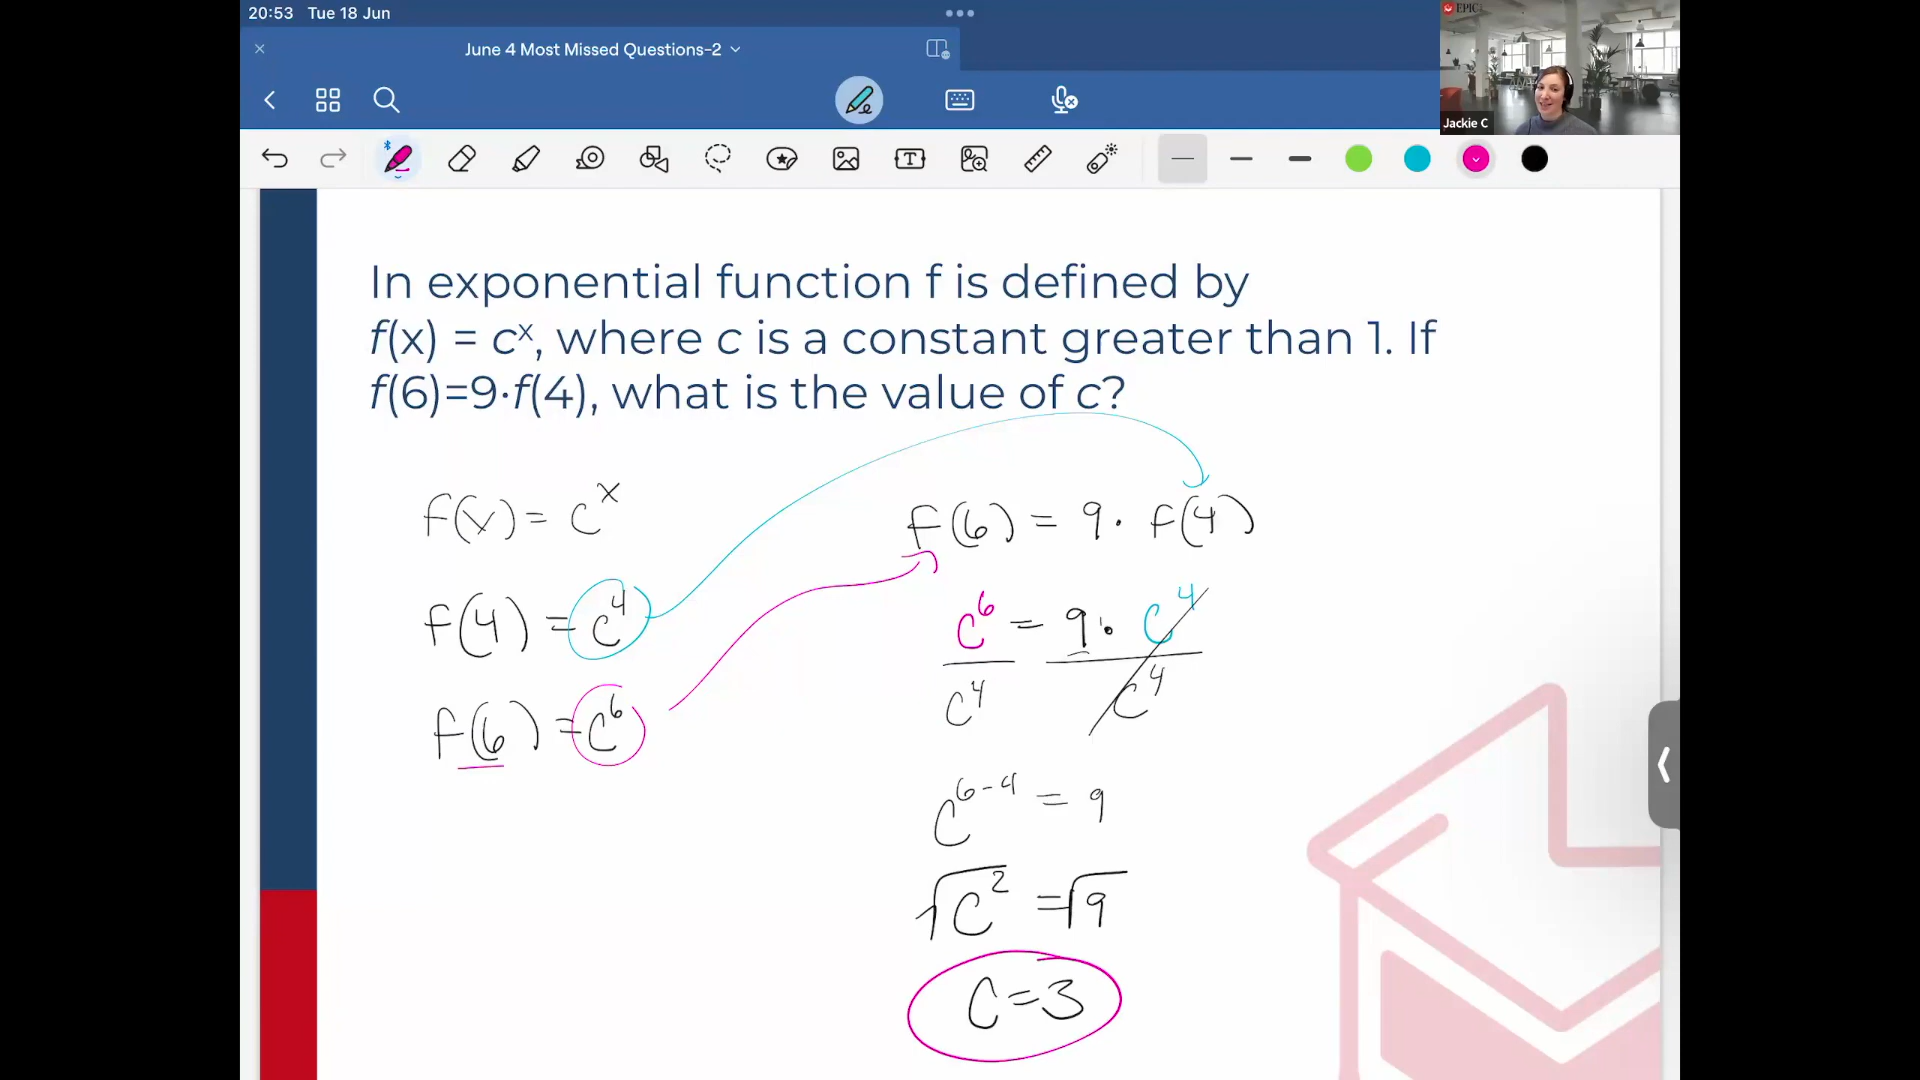 20:53 Tue 18 Jun
EPIC
June 4 Most Missed Questions-2
Jackie C
In exponential function f is defined by
f(x) = cˣ, where c is a constant greater than 1. If
f(6)=9·f(4), what is the value of c?
f(x) = cˣ
f(6) = 9 · f(4)
f(4) = c⁴
c⁶ = 9 · c⁴
c⁴ c⁴
f(6) = c⁶
c⁶⁻⁴ = 9
√c² = √9
c = 3